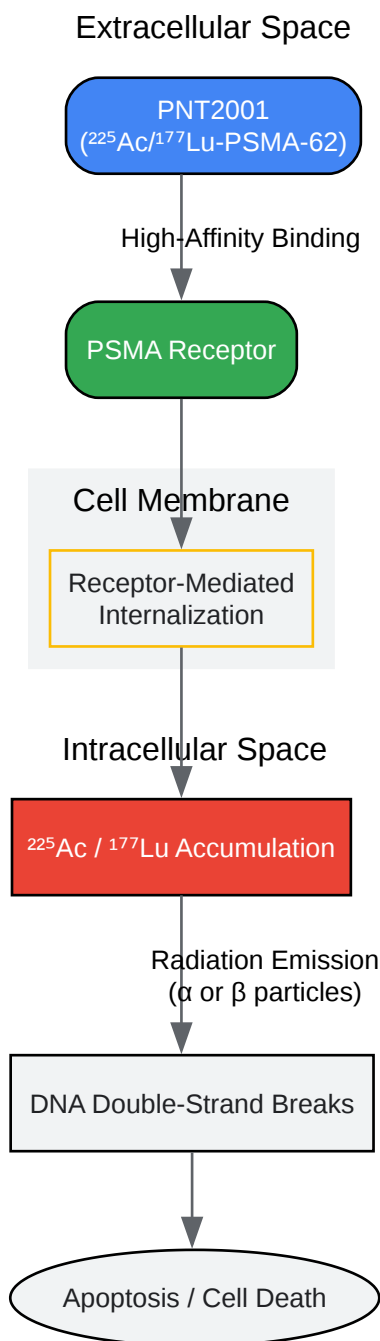 Extracellular Space
PNT2001
(²²⁵Ac/¹⁷⁷Lu-PSMA-62)
High-Affinity Binding
PSMA Receptor
Cell Membrane
Receptor-Mediated
Internalization
Intracellular Space
²²⁵Ac / ¹⁷⁷Lu Accumulation
Radiation Emission
(α or β particles)
DNA Double-Strand Breaks
Apoptosis / Cell Death